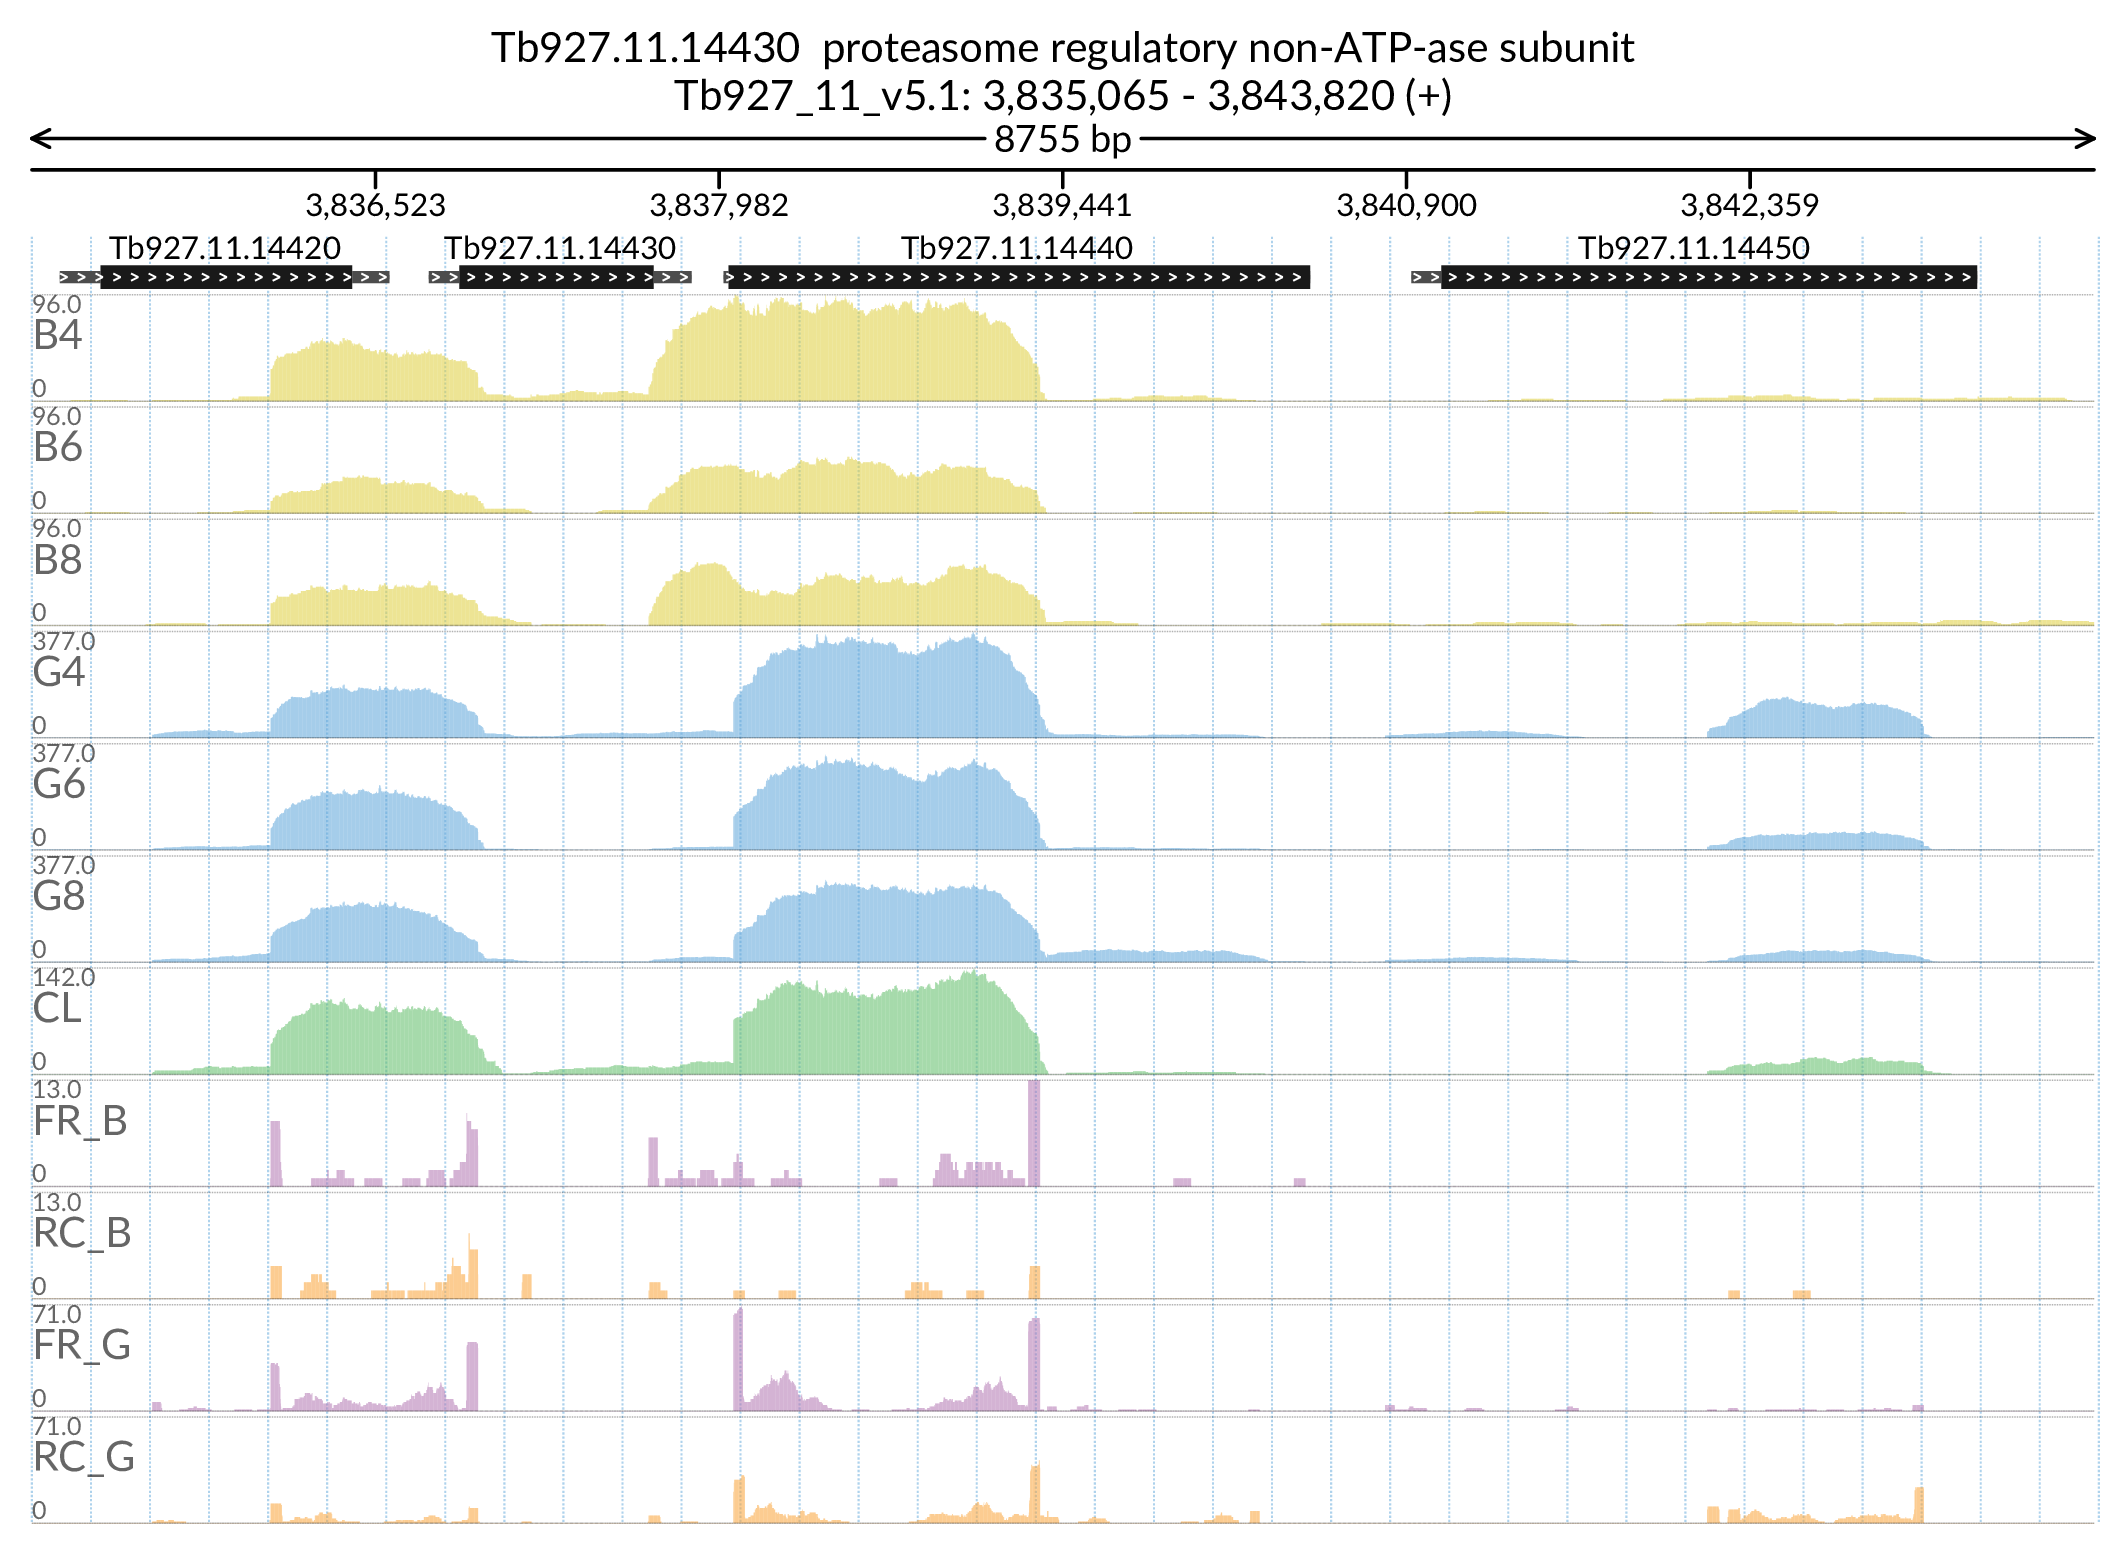 Tb927.11.14430  proteasome regulatory non-ATP-ase subunit
Tb927_11_v5.1: 3,835,065 - 3,843,820 (+)
8755 bp
3,836,523 3,837,982 3,839,441 3,840,900 3,842,359
Tb927.11.14420 Tb927.11.14430 Tb927.11.14440 Tb927.11.14450
96.0
B4
0
96.0
B6
0
96.0
B8
0
377.0
G4
0
377.0
G6
0
377.0
G8
0
142.0
CL
0
13.0
FR_B
0
13.0
RC_B
0
71.0
FR_G
0
71.0
RC_G
0